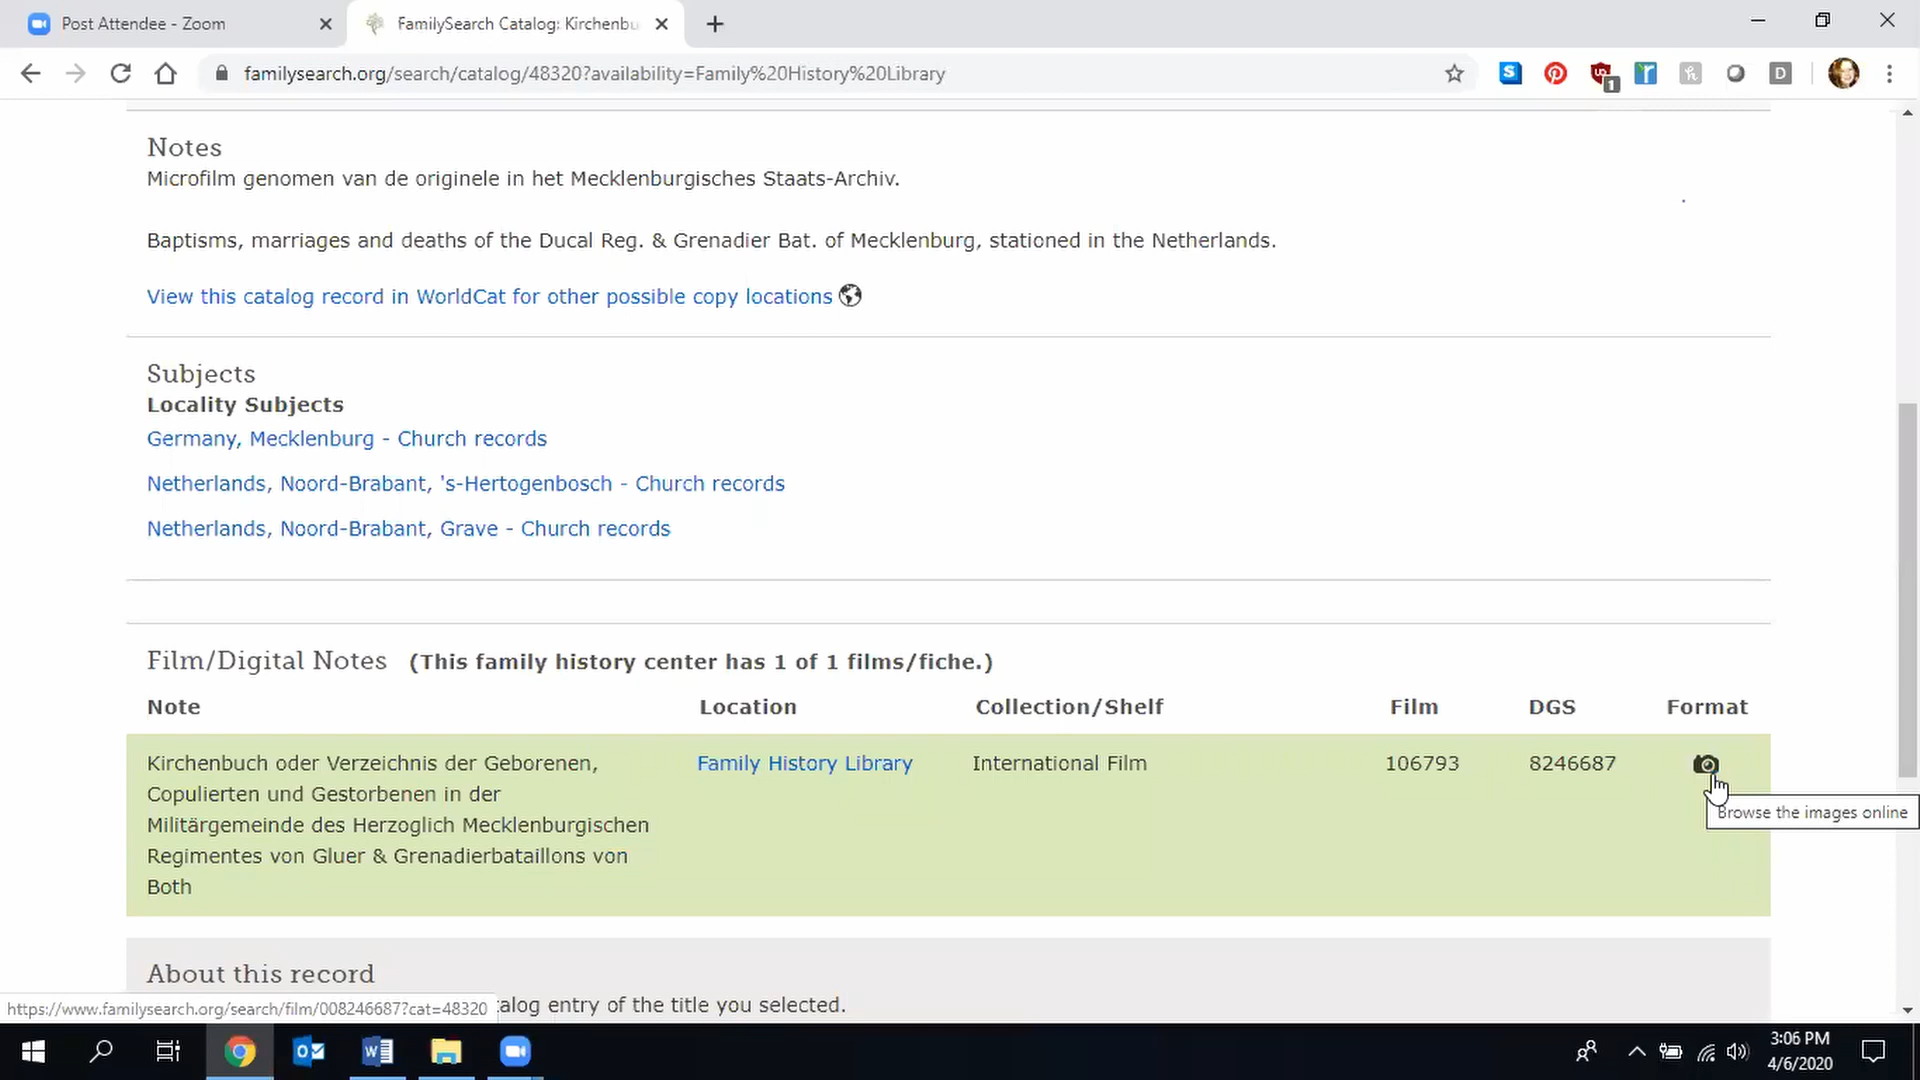 Post Attendee - Zoom
FamilySearch Catalog: Kirchenbu
familysearch.org/search/catalog/48320?availability=Family%20History%20Library
1
D
Notes
Microfilm genomen van de originele in het Mecklenburgisches Staats-Archiv.
Baptisms, marriages and deaths of the Ducal Reg. & Grenadier Bat. of Mecklenburg, stationed in the Netherlands.
View this catalog record in WorldCat for other possible copy locations
Subjects
Locality Subjects
Germany, Mecklenburg - Church records
Netherlands, Noord-Brabant, 's-Hertogenbosch - Church records
Netherlands, Noord-Brabant, Grave - Church records
Film/Digital Notes (This family history center has 1 of 1 films/fiche.)
Note Location Collection/Shelf Film DGS Format
Kirchenbuch oder Verzeichnis der Geborenen, Family History Library International Film 106793 8246687
Copulierten und Gestorbenen in der
Militärgemeinde des Herzoglich Mecklenburgischen
Regimentes von Gluer & Grenadierbataillons von
Both
Browse the images online
About this record
https://www.familysearch.org/search/film/008246687?cat=48320 talog entry of the title you selected.
3:06 PM
4/6/2020